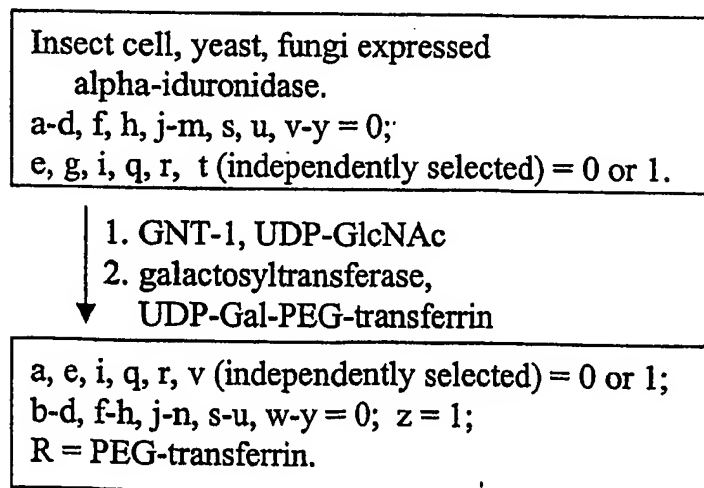 Insect cell, yeast, fungi expressed
alpha-iduronidase.
a-d, f, h, j-m, s, u, v-y = 0;
e, g, i, q, r, t (independently selected) = 0 or 1.
1. GNT-1, UDP-GlcNAc
2. galactosyltransferase,
UDP-Gal-PEG-transferrin
a, e, i, q, r, v (independently selected) = 0 or 1;
b-d, f-h, j-n, s-u, w-y = 0; z = 1;
R = PEG-transferrin.